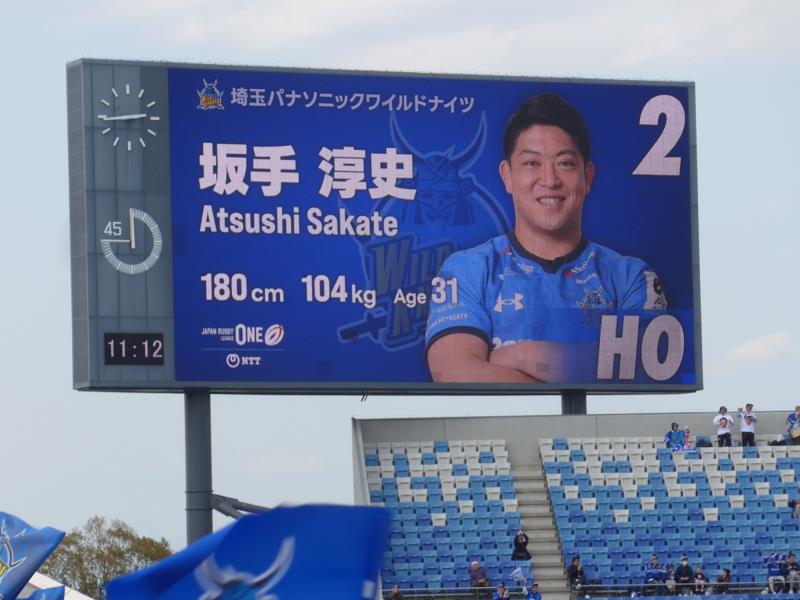 埼玉パナソニックワイルドナイツ
2
坂手 淳史
Atsushi Sakate
180cm 104kg Age 31
JAPAN RUGBY
LEAGUE ONE
NTT
HO
45
11:12